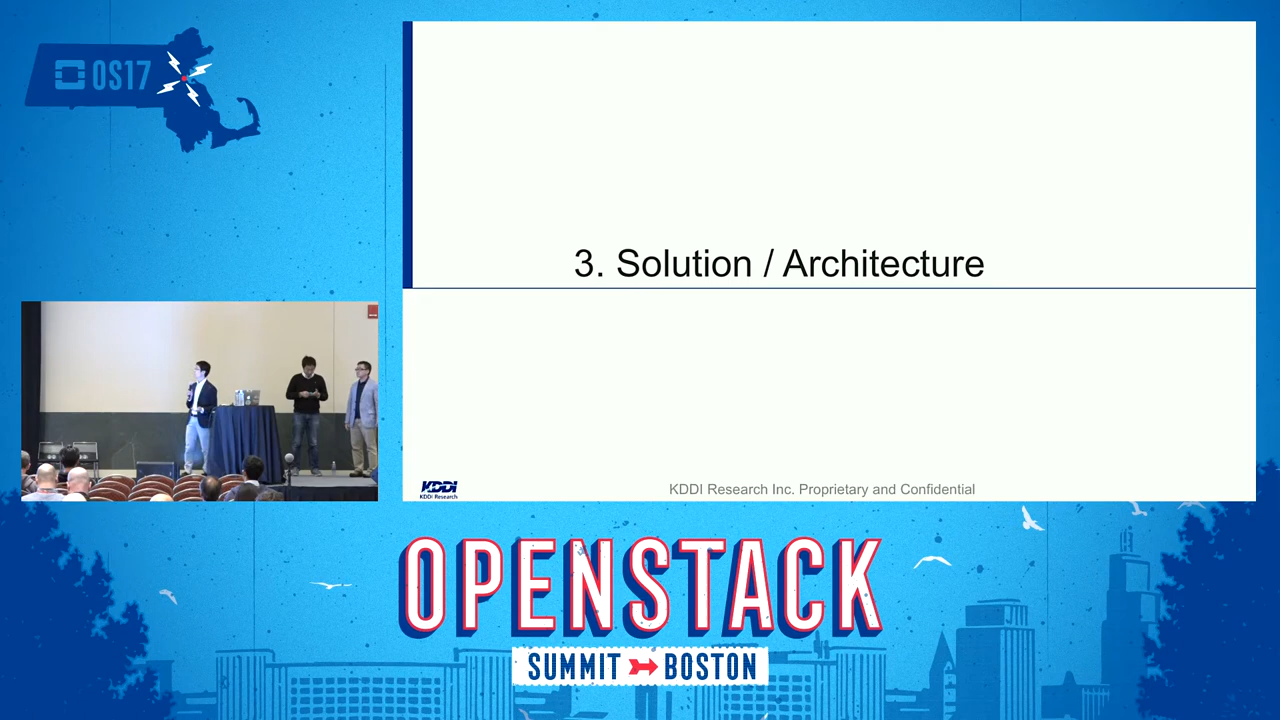 OS17
3. Solution / Architecture
KDDI
KDDI Research
KDDI Research Inc. Proprietary and Confidential
OPENSTACK
SUMMIT BOSTON